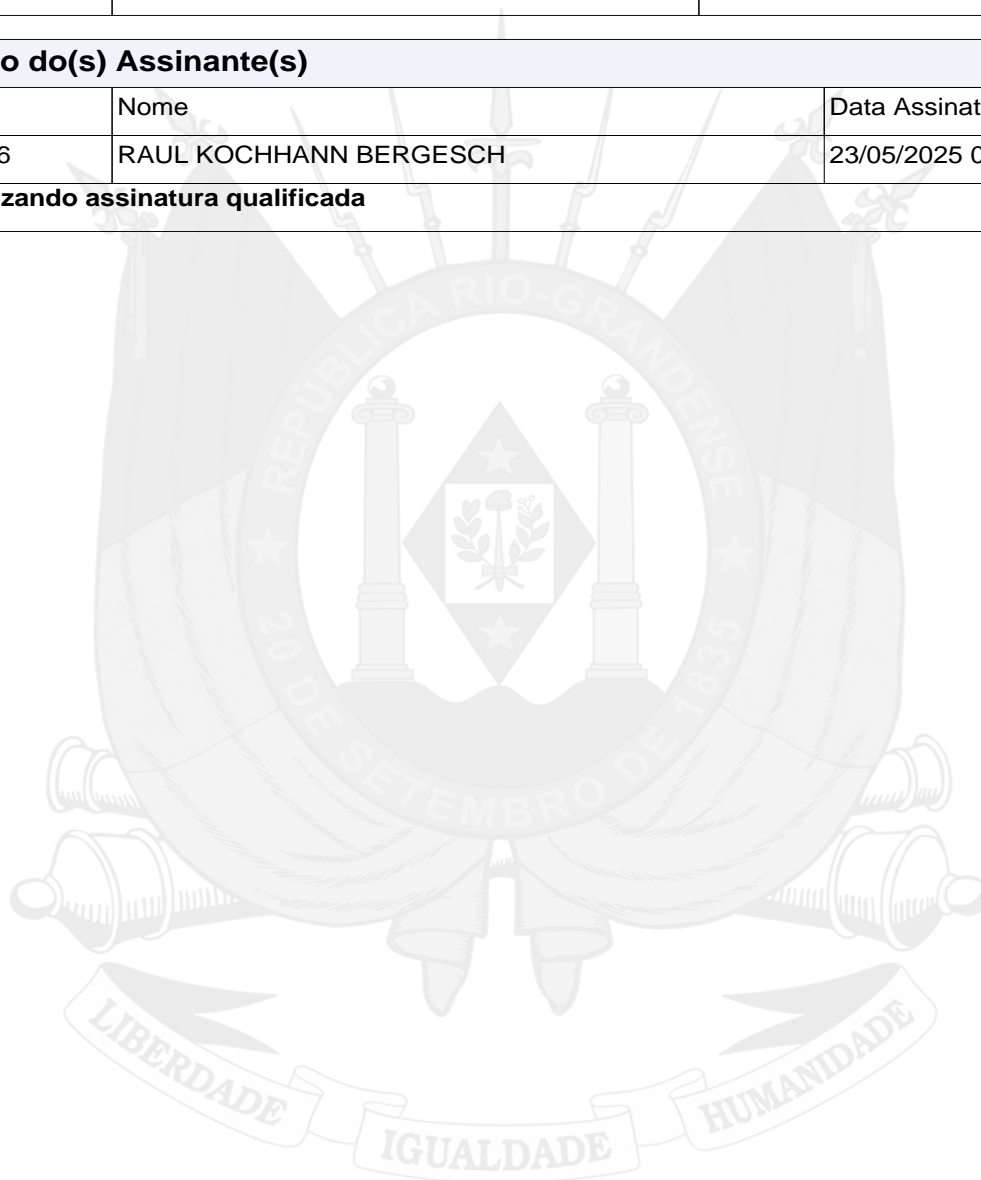 o do(s) Assinante(s)
Nome Data Assinat
6 RAUL KOCHHANN BERGESCH 23/05/2025 0
zando assinatura qualificada
REPÚBLICA RIO-GRANDENSE
20 DE SETEMBRO DE 1835
LIBERDADE IGUALDADE HUMANIDADE